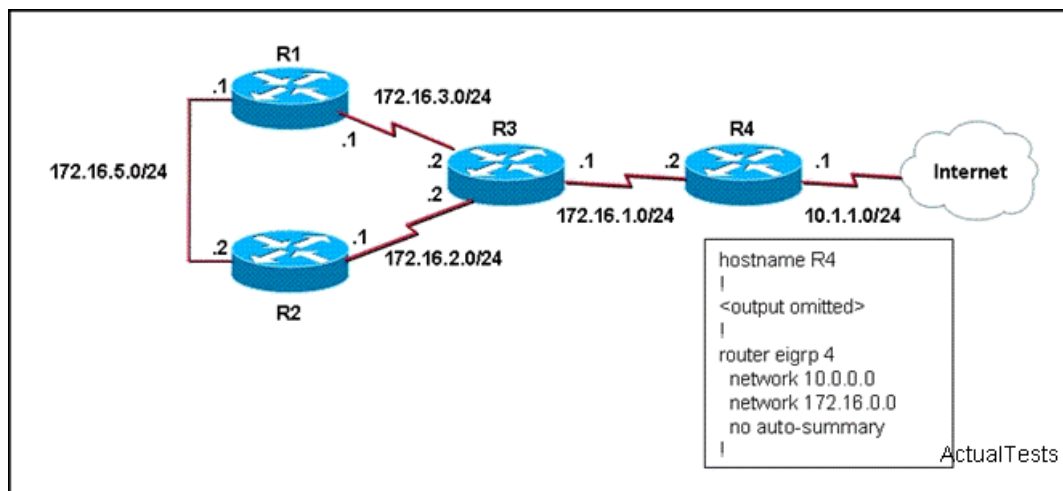 R1
.1
172.16.3.0/24
.1
R3
R4
.2
.1
.2
.1
Internet
172.16.5.0/24
.2
172.16.1.0/24
10.1.1.0/24
.2
.1
172.16.2.0/24
R2
hostname R4
!
<output omitted>
!
router eigrp 4
network 10.0.0.0
network 172.16.0.0
no auto-summary
!
ActualTests